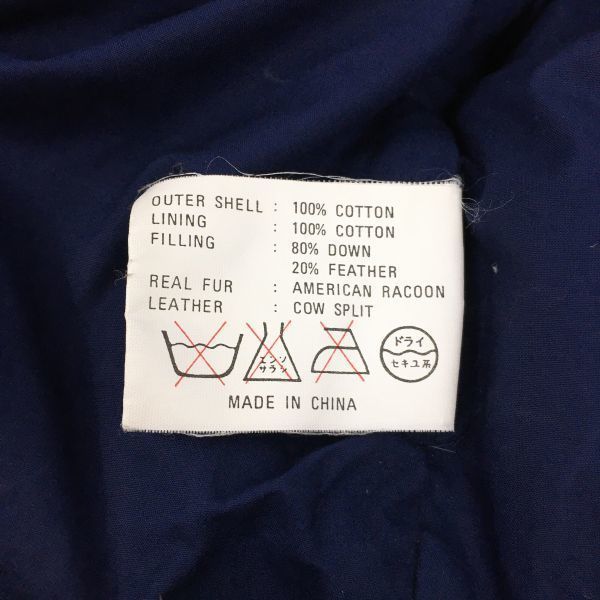 OUTER SHELL : 100% COTTON
LINING : 100% COTTON
FILLING : 80% DOWN
20% FEATHER
REAL FUR : AMERICAN RACOON
LEATHER : COW SPLIT
エンソ
サラシ
ドライ
セキユ系
MADE IN CHINA